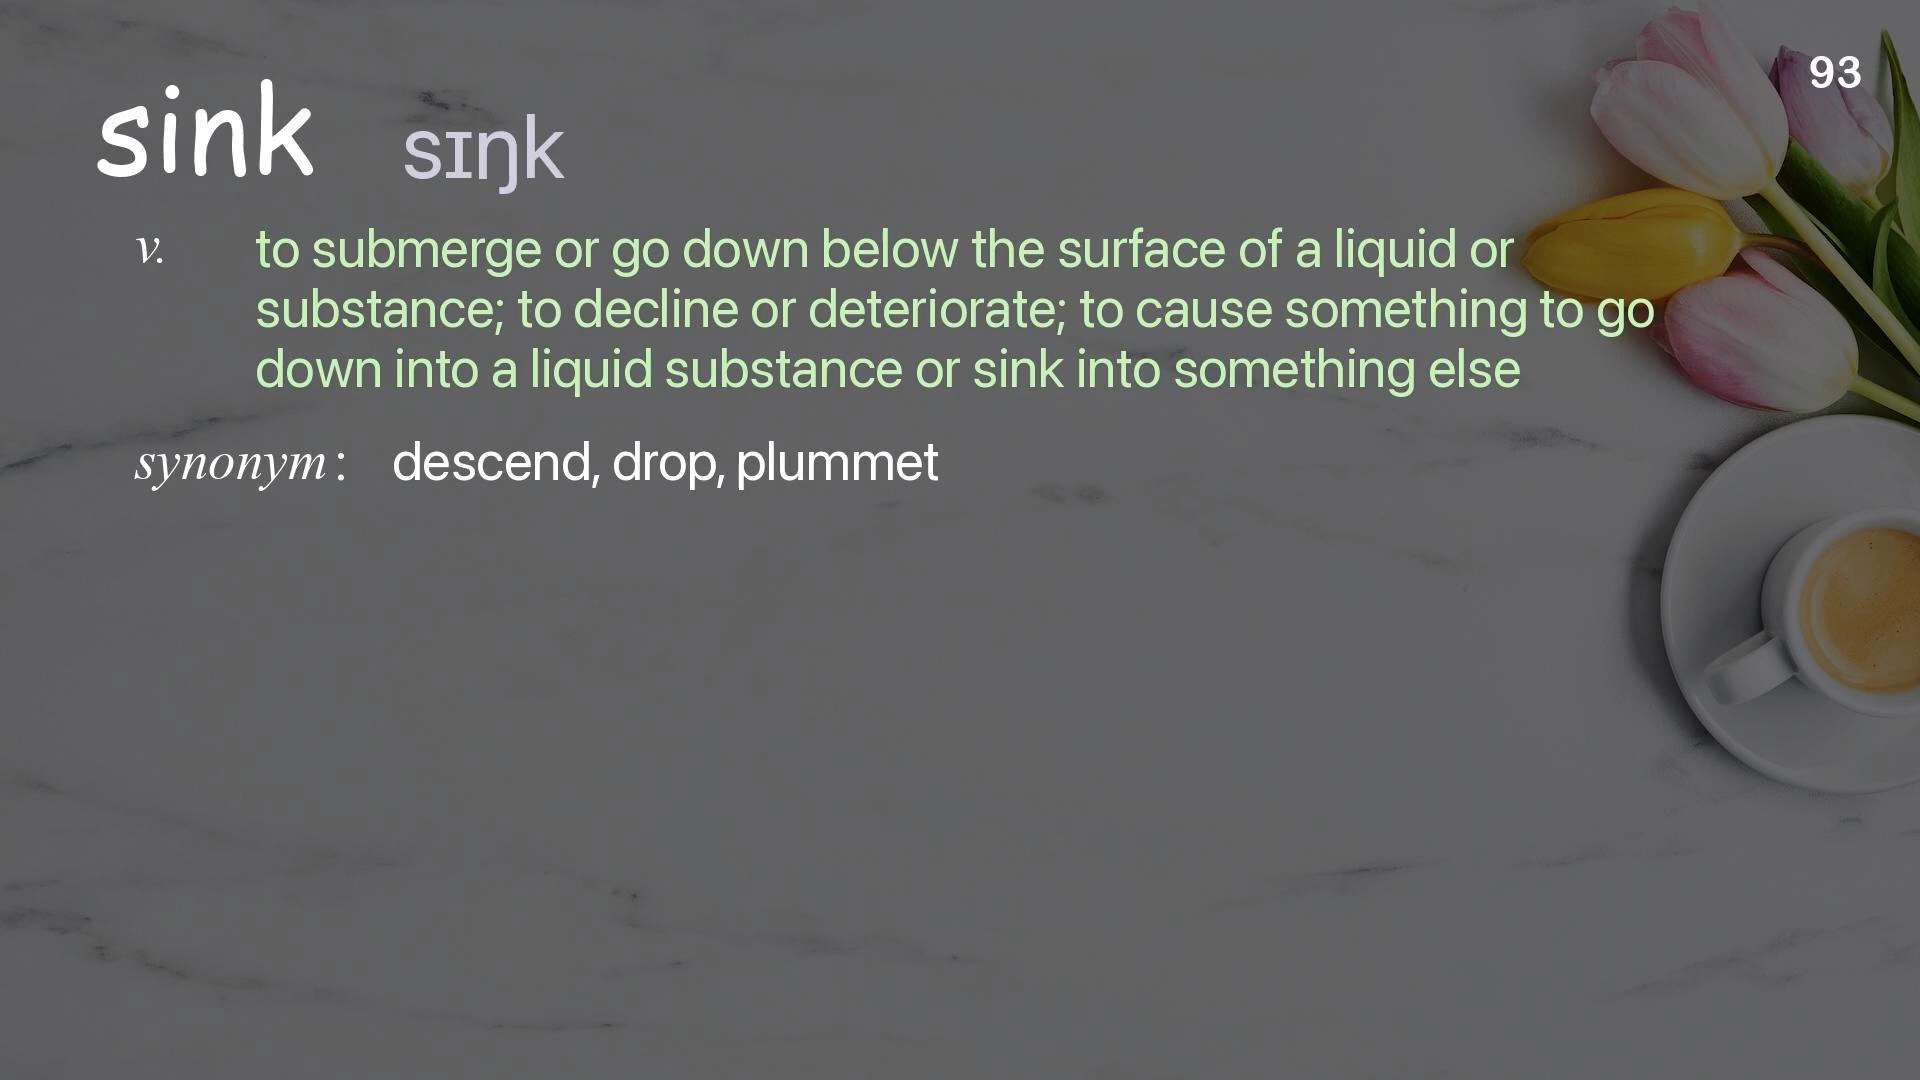 93
sink sɪŋk
v. to submerge or go down below the surface of a liquid or
substance; to decline or deteriorate; to cause something to go
down into a liquid substance or sink into something else
synonym : descend, drop, plummet